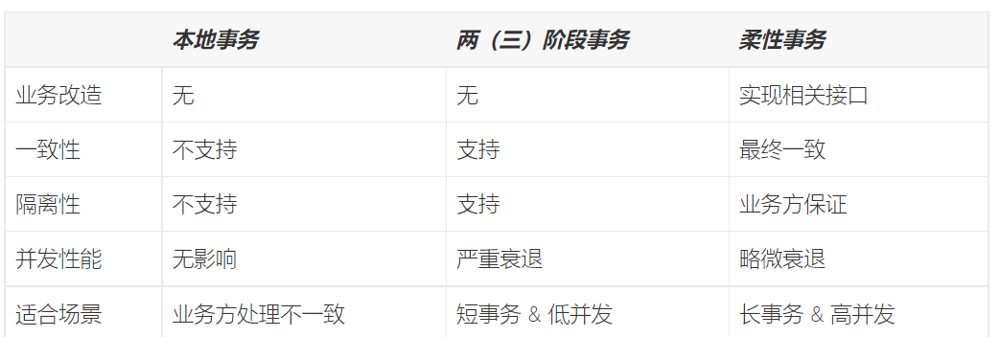 本地事务 两（三）阶段事务 柔性事务
业务改造 无 无 实现相关接口
一致性 不支持 支持 最终一致
隔离性 不支持 支持 业务方保证
并发性能 无影响 严重衰退 略微衰退
适合场景 业务方处理不一致 短事务 & 低并发 长事务 & 高并发